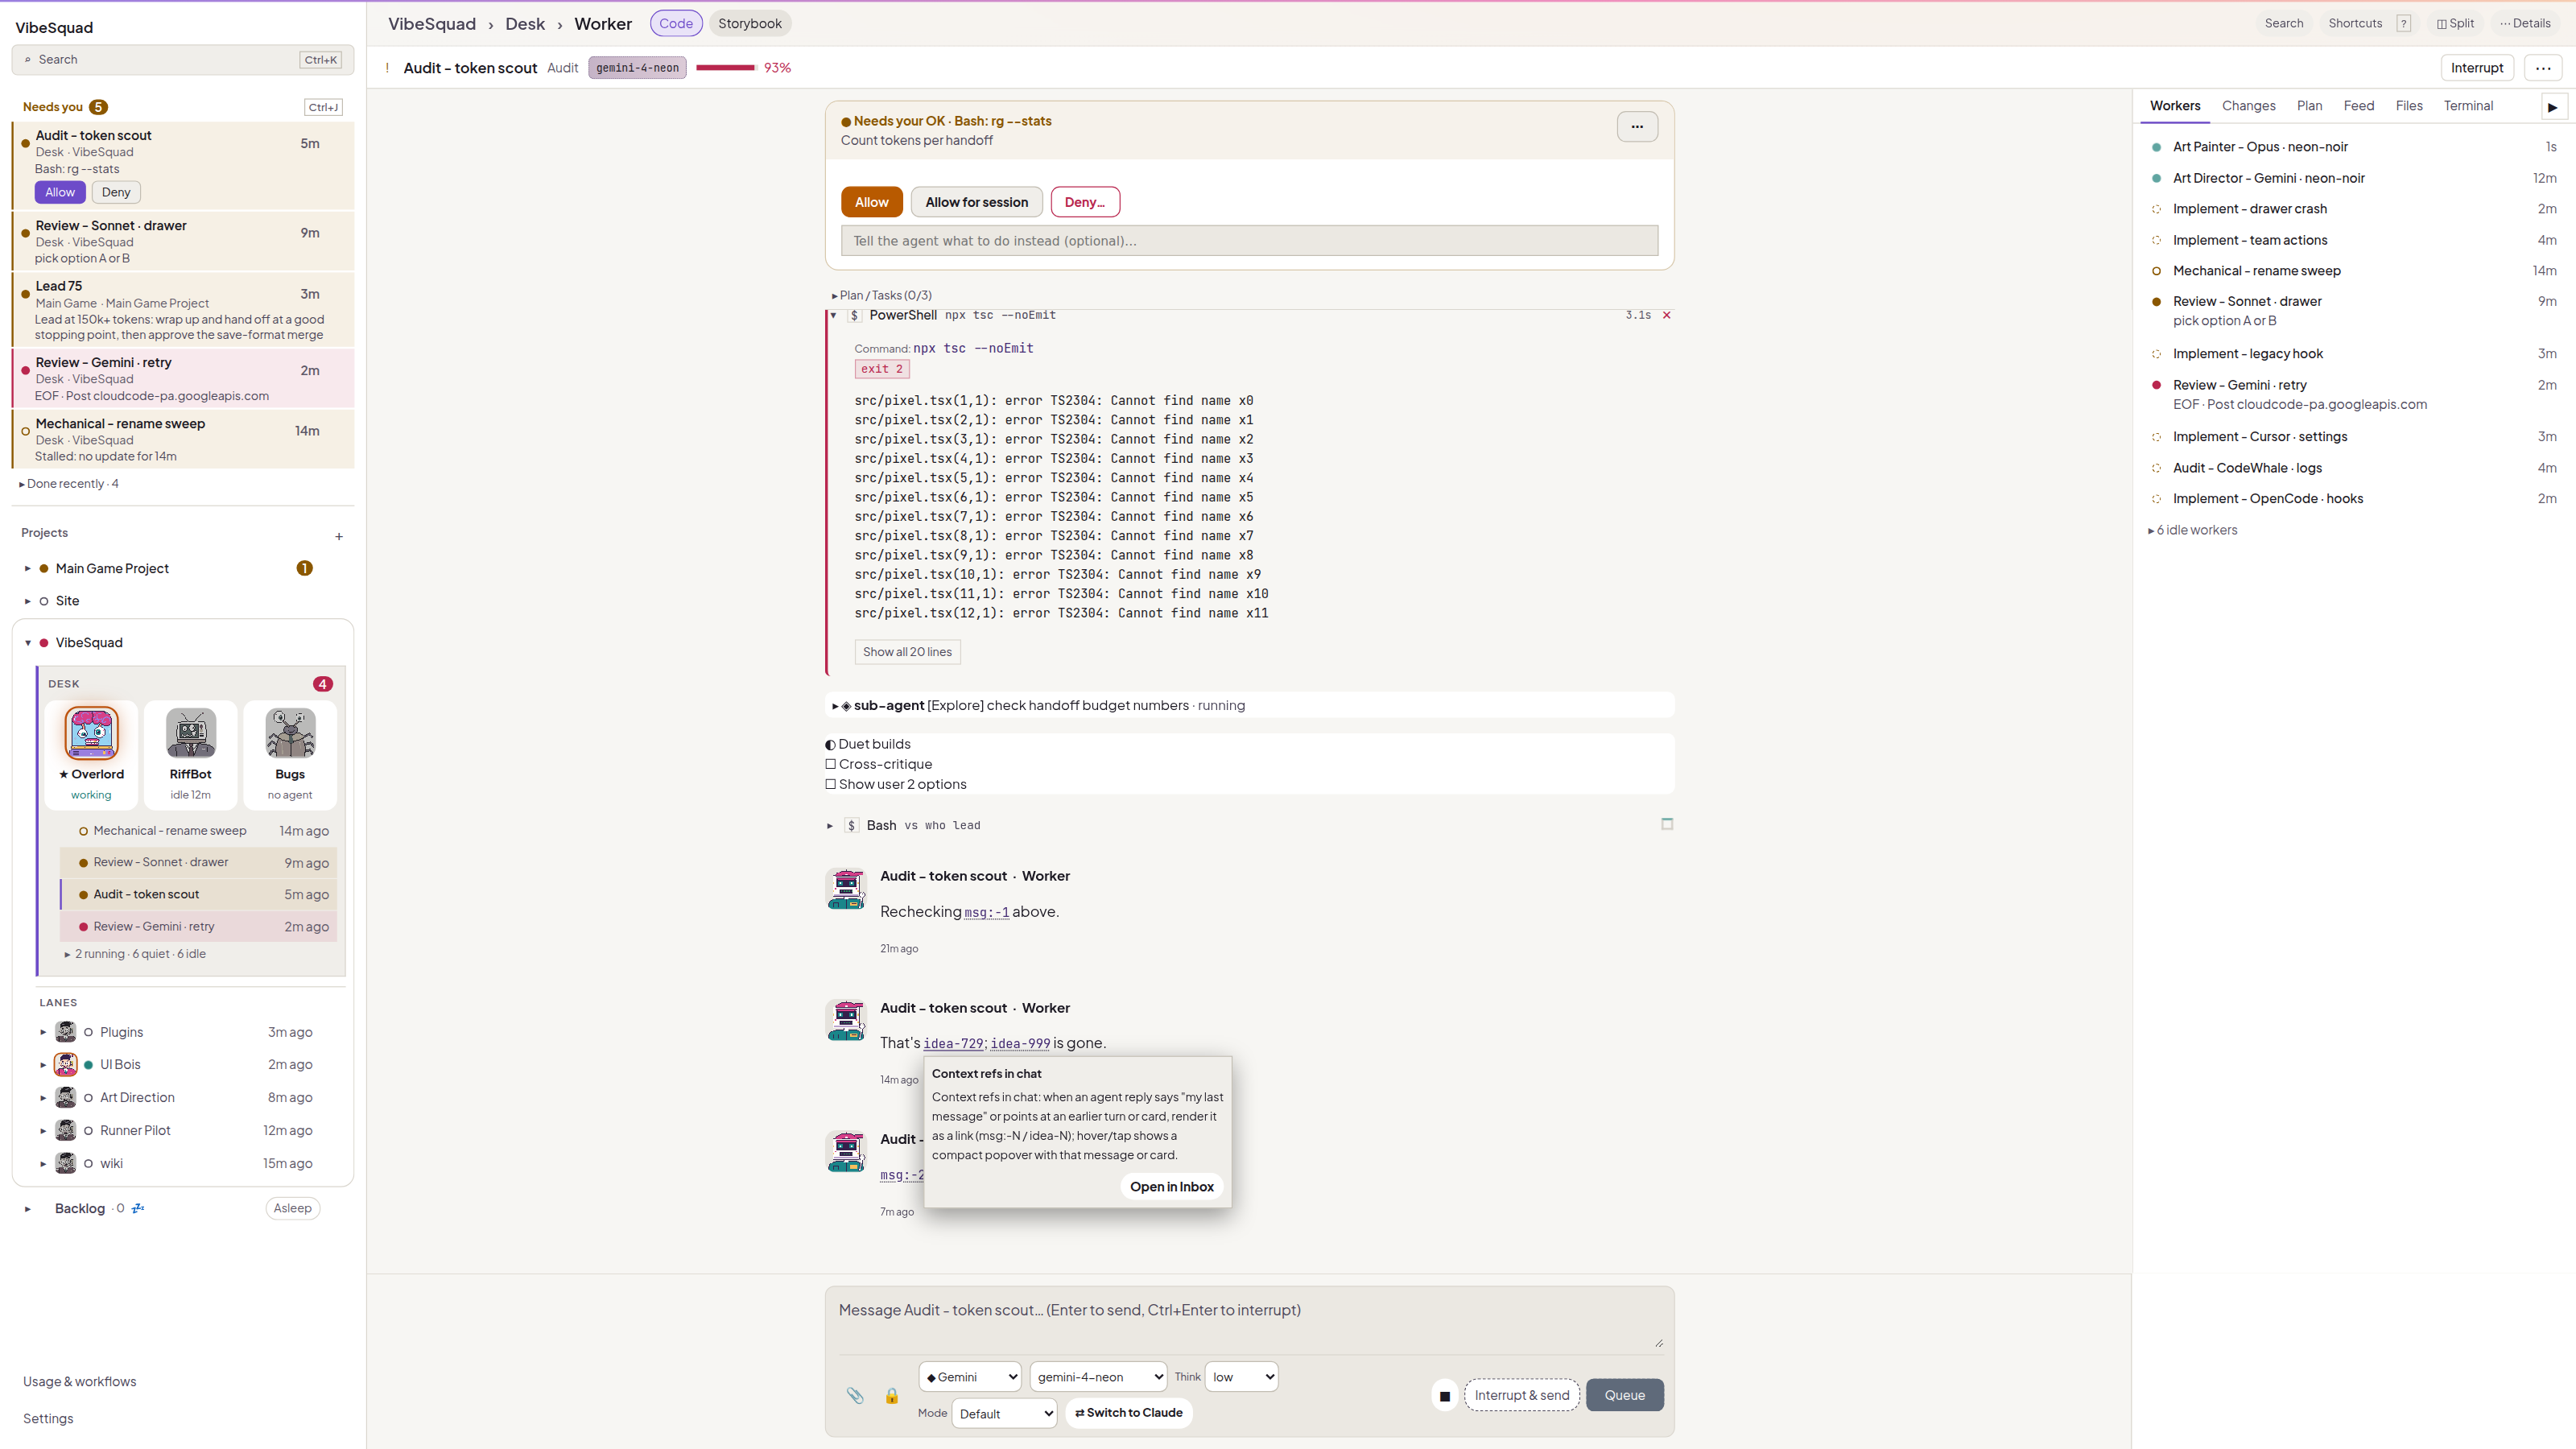 VibeSquad
Search
Ctrl+K
Needs you 5
Ctrl+J
Audit - token scout
5m
Desk · VibeSquad
Bash: rg --stats
Allow
Deny
Review - Sonnet · drawer
9m
Desk · VibeSquad
pick option A or B
Lead 75
3m
Main Game · Main Game Project
Lead at 150k+ tokens: wrap up and hand off at a good
stopping point, then approve the save-format merge
Review - Gemini · retry
2m
Desk · VibeSquad
EOF · Post cloudcode-pa.googleapis.com
Mechanical - rename sweep
14m
Desk · VibeSquad
Stalled: no update for 14m
▸ Done recently · 4
Projects
+
▸ Main Game Project
1
▸ Site
▾ VibeSquad
DESK
4
★ Overlord
working
RiffBot
idle 12m
Bugs
no agent
Mechanical - rename sweep
14m ago
Review - Sonnet · drawer
9m ago
Audit - token scout
5m ago
Review - Gemini · retry
2m ago
▸ 2 running · 6 quiet · 6 idle
LANES
▸ Plugins
3m ago
▸ UI Bois
2m ago
▸ Art Direction
8m ago
▸ Runner Pilot
12m ago
▸ wiki
15m ago
▸ Backlog · 0 💤
Asleep
Usage & workflows
Settings
VibeSquad › Desk › Worker
Code
Storybook
Search
Shortcuts ?
Split
··· Details
! Audit - token scout Audit gemini-4-neon 93%
Interrupt
···
Needs your OK · Bash: rg --stats
Count tokens per handoff
···
Allow
Allow for session
Deny…
Tell the agent what to do instead (optional)…
▸ Plan / Tasks (0/3)
▾ $ PowerShell npx tsc --noEmit
3.1s ✕
Command: npx tsc --noEmit
exit 2
src/pixel.tsx(1,1): error TS2304: Cannot find name x0
src/pixel.tsx(2,1): error TS2304: Cannot find name x1
src/pixel.tsx(3,1): error TS2304: Cannot find name x2
src/pixel.tsx(4,1): error TS2304: Cannot find name x3
src/pixel.tsx(5,1): error TS2304: Cannot find name x4
src/pixel.tsx(6,1): error TS2304: Cannot find name x5
src/pixel.tsx(7,1): error TS2304: Cannot find name x6
src/pixel.tsx(8,1): error TS2304: Cannot find name x7
src/pixel.tsx(9,1): error TS2304: Cannot find name x8
src/pixel.tsx(10,1): error TS2304: Cannot find name x9
src/pixel.tsx(11,1): error TS2304: Cannot find name x10
src/pixel.tsx(12,1): error TS2304: Cannot find name x11
Show all 20 lines
▸ ◈ sub-agent [Explore] check handoff budget numbers · running
◐ Duet builds
☐ Cross-critique
☐ Show user 2 options
▸ $ Bash vs who lead
Audit - token scout · Worker
Rechecking msg:-1 above.
21m ago
Audit - token scout · Worker
That's idea-729; idea-999 is gone.
14m ago
Context refs in chat
Context refs in chat: when an agent reply says "my last
message" or points at an earlier turn or card, render it
as a link (msg:-N / idea-N); hover/tap shows a
compact popover with that message or card.
Open in Inbox
Audit -
msg:-2
7m ago
Message Audit - token scout… (Enter to send, Ctrl+Enter to interrupt)
◆ Gemini
gemini-4-neon
Think low
Mode Default
⇄ Switch to Claude
■
Interrupt & send
Queue
Workers
Changes
Plan
Feed
Files
Terminal
▶
Art Painter - Opus · neon-noir
1s
Art Director - Gemini · neon-noir
12m
Implement - drawer crash
2m
Implement - team actions
4m
Mechanical - rename sweep
14m
Review - Sonnet · drawer
9m
pick option A or B
Implement - legacy hook
3m
Review - Gemini · retry
2m
EOF · Post cloudcode-pa.googleapis.com
Implement - Cursor · settings
3m
Audit - CodeWhale · logs
4m
Implement - OpenCode · hooks
2m
▸ 6 idle workers